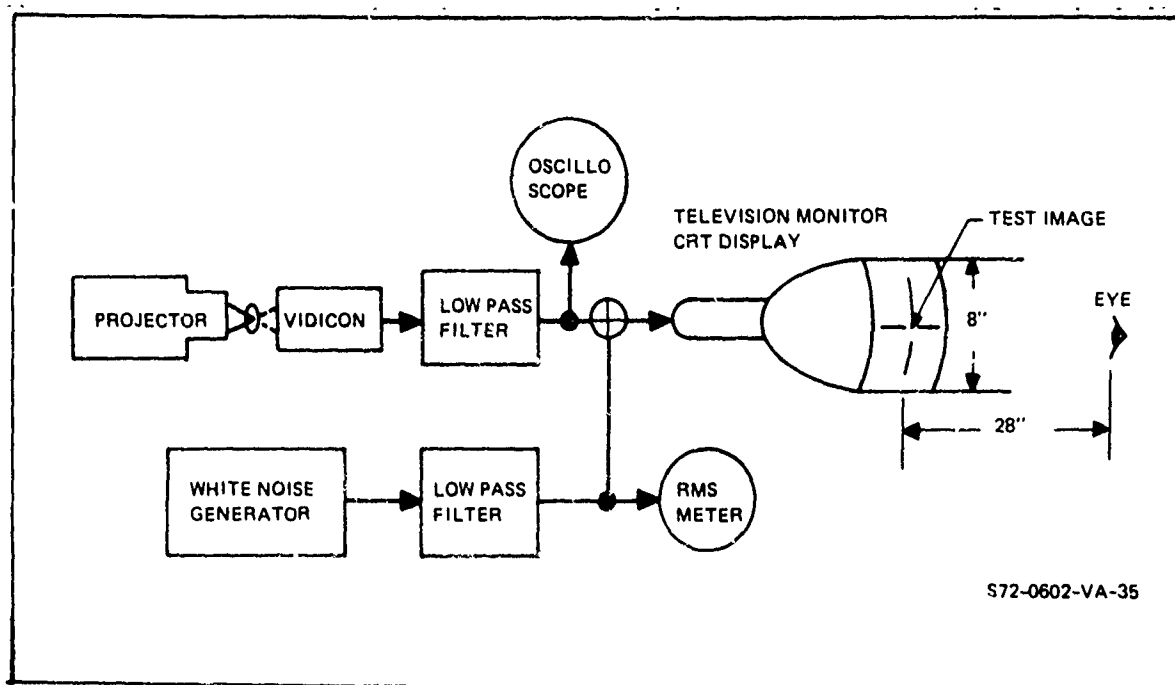 OSCILLO
SCOPE
TELEVISION MONITOR
CRT DISPLAY
TEST IMAGE
PROJECTOR
VIDICON
LOW PASS
FILTER
8"
EYE
28"
WHITE NOISE
GENERATOR
LOW PASS
FILTER
RMS
METER
S72-0602-VA-35